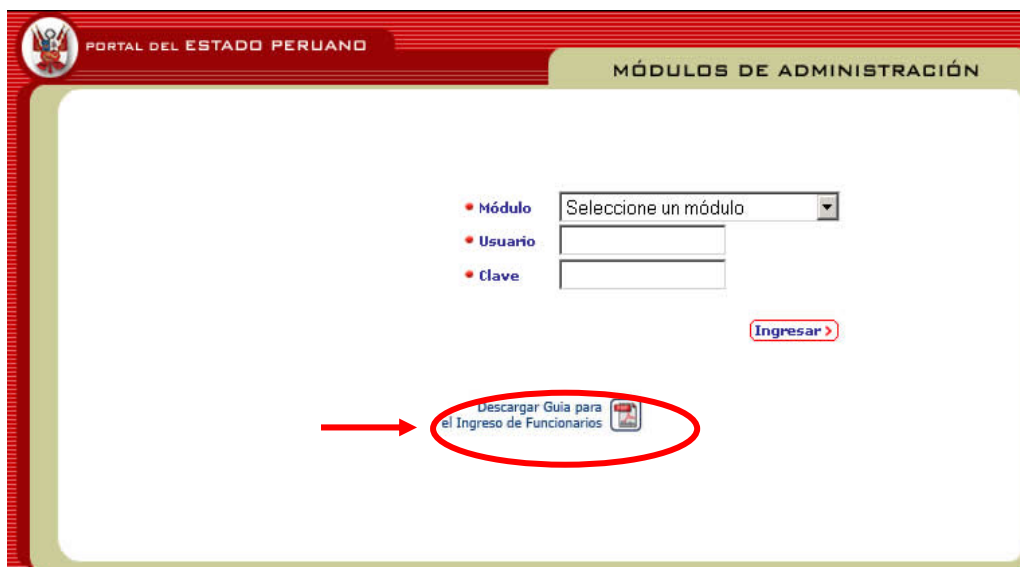 PORTAL DEL ESTADO PERUANO
MÓDULOS DE ADMINISTRACIÓN
Módulo Seleccione un módulo
Usuario
Clave
Ingresar >
Descargar Guia para
el Ingreso de Funcionarios